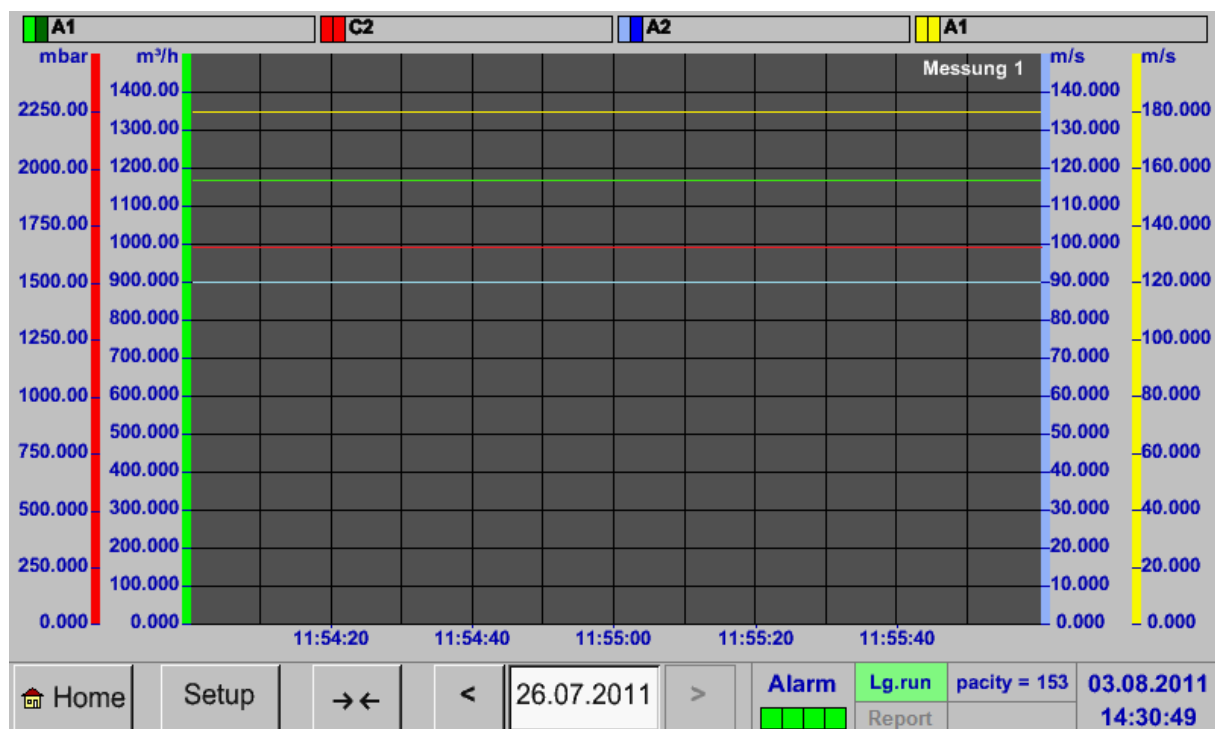 A1 C2 A2 A1
mbar m³/h m/s m/s
Messung 1
1400.00 140.000
2250.00 180.000
1300.00 130.000
2000.00 1200.00 120.000 160.000
1100.00 110.000
1750.00 140.000
1000.00 100.000
1500.00 900.000 90.000 120.000
800.000 80.000
1250.00 100.000
700.000 70.000
1000.00 600.000 60.000 80.000
500.000 50.000
750.000 60.000
400.000 40.000
500.000 300.000 30.000 40.000
200.000 20.000
250.000 20.000
100.000 10.000
0.000 0.000 0.000 0.000
11:54:20 11:54:40 11:55:00 11:55:20 11:55:40
Home Setup →← < 26.07.2011 > Alarm Lg.run pacity = 153 03.08.2011
Report 14:30:49